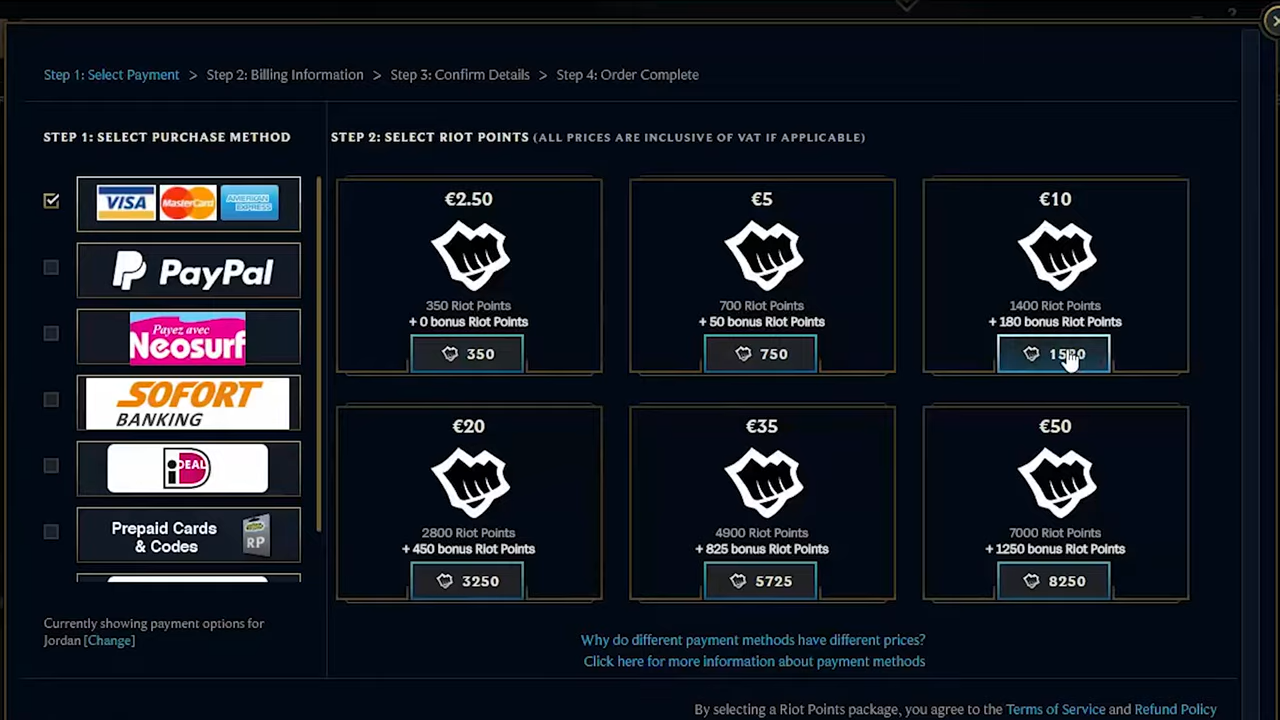 ?
Step 1: Select Payment > Step 2: Billing Information > Step 3: Confirm Details > Step 4: Order Complete
STEP 1: SELECT PURCHASE METHOD
VISA MasterCard AMERICAN EXPRESS
PayPal
Payez avec
Neosurf
SOFORT
BANKING
iDEAL
Prepaid Cards
& Codes
RP
Currently showing payment options for
Jordan [Change]
STEP 2: SELECT RIOT POINTS (ALL PRICES ARE INCLUSIVE OF VAT IF APPLICABLE)
€2.50
350 Riot Points
+ 0 bonus Riot Points
350
€5
700 Riot Points
+ 50 bonus Riot Points
750
€10
1400 Riot Points
+ 180 bonus Riot Points
€20
2800 Riot Points
+ 450 bonus Riot Points
3250
€35
4900 Riot Points
+ 825 bonus Riot Points
5725
€50
7000 Riot Points
+ 1250 bonus Riot Points
8250
Why do different payment methods have different prices?
Click here for more information about payment methods
By selecting a Riot Points package, you agree to the Terms of Service and Refund Policy